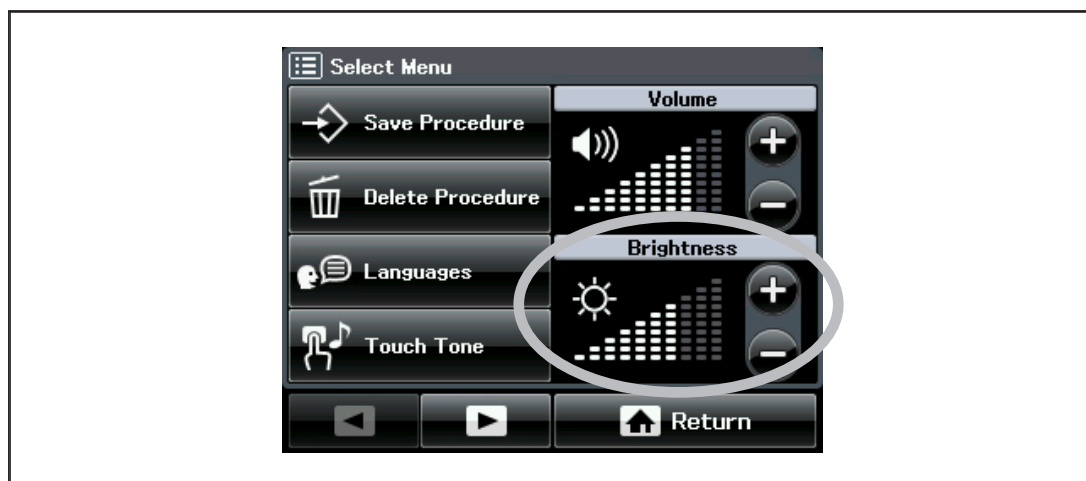 Select Menu
Save Procedure
Delete Procedure
Languages
Touch Tone
Volume
Brightness
Return